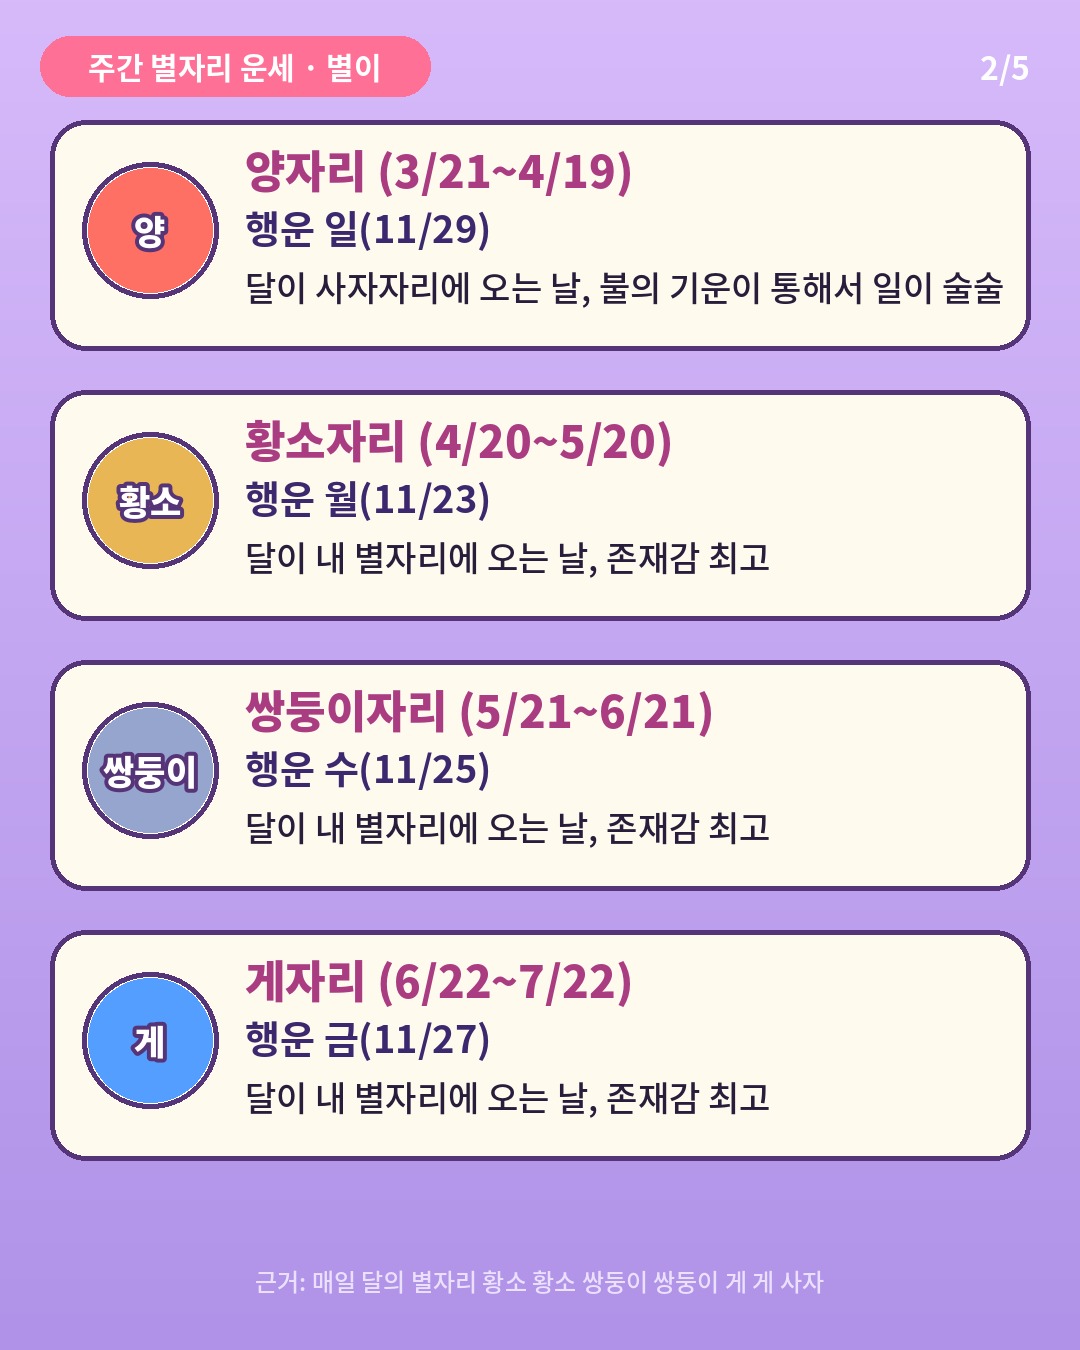 주간 별자리 운세 · 별이
2/5
양자리 (3/21~4/19)
양
행운 일(11/29)
달이 사자자리에 오는 날, 불의 기운이 통해서 일이 술술
황소자리 (4/20~5/20)
황소
행운 월(11/23)
달이 내 별자리에 오는 날, 존재감 최고
쌍둥이자리 (5/21~6/21)
쌍둥이
행운 수(11/25)
달이 내 별자리에 오는 날, 존재감 최고
게자리 (6/22~7/22)
게
행운 금(11/27)
달이 내 별자리에 오는 날, 존재감 최고
근거: 매일 달의 별자리 황소 황소 쌍둥이 쌍둥이 게 게 사자